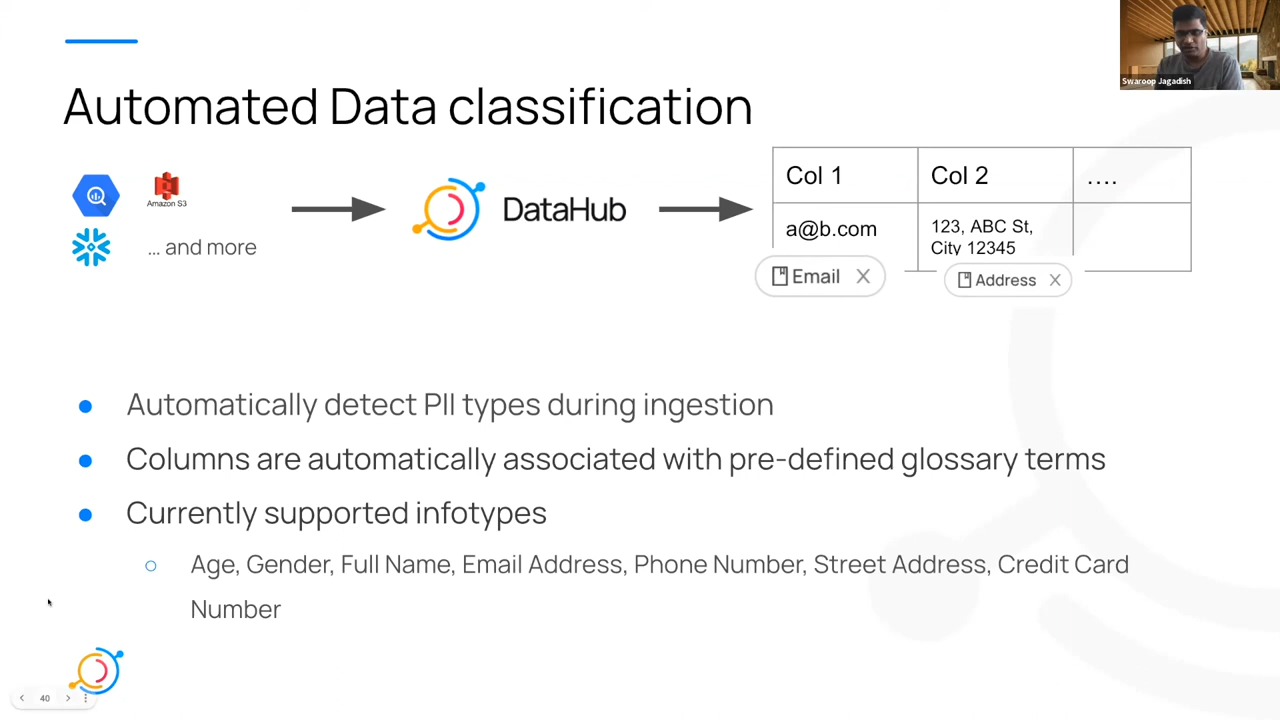 Swaroop Jagadish
Automated Data classification
Amazon S3
... and more
DataHub
Col 1
Col 2
....
a@b.com
123, ABC St,
City 12345
Email X
Address X
Automatically detect PII types during ingestion
Columns are automatically associated with pre-defined glossary terms
Currently supported infotypes
Age, Gender, Full Name, Email Address, Phone Number, Street Address, Credit Card
Number
40